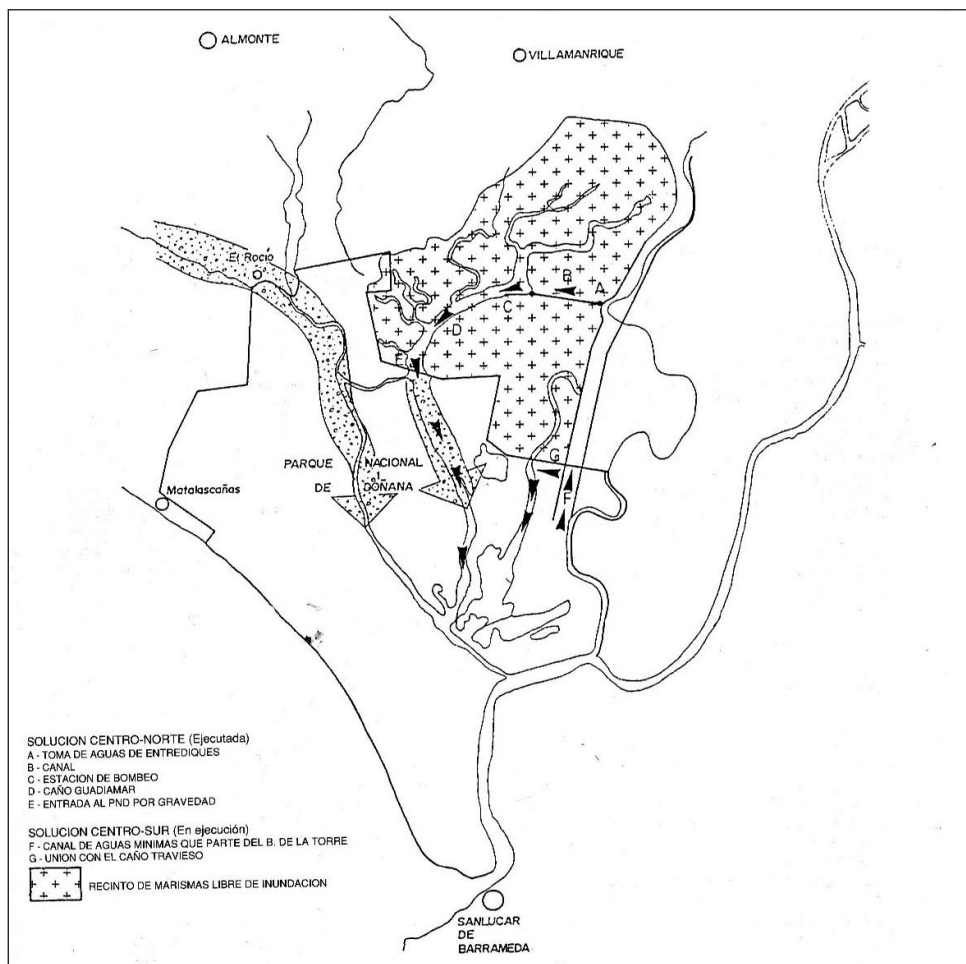 ALMONTE
VILLAMANRIQUE
El Rocio
B
A
C
D
E
G
F
PARQUE NACIONAL
DE DOÑANA
Matalascañas
SOLUCION CENTRO-NORTE (Ejecutada)
A - TOMA DE AGUAS DE ENTREDIQUES
B - CANAL
C - ESTACION DE BOMBEO
D - CAÑO GUADIAMAR
E - ENTRADA AL PND POR GRAVEDAD
SOLUCION CENTRO-SUR (En ejecución)
F - CANAL DE AGUAS MINIMAS QUE PARTE DEL B. DE LA TORRE
G - UNION CON EL CAÑO TRAVIESO
RECINTO DE MARISMAS LIBRE DE INUNDACION
SANLUCAR
DE
BARRAMEDA